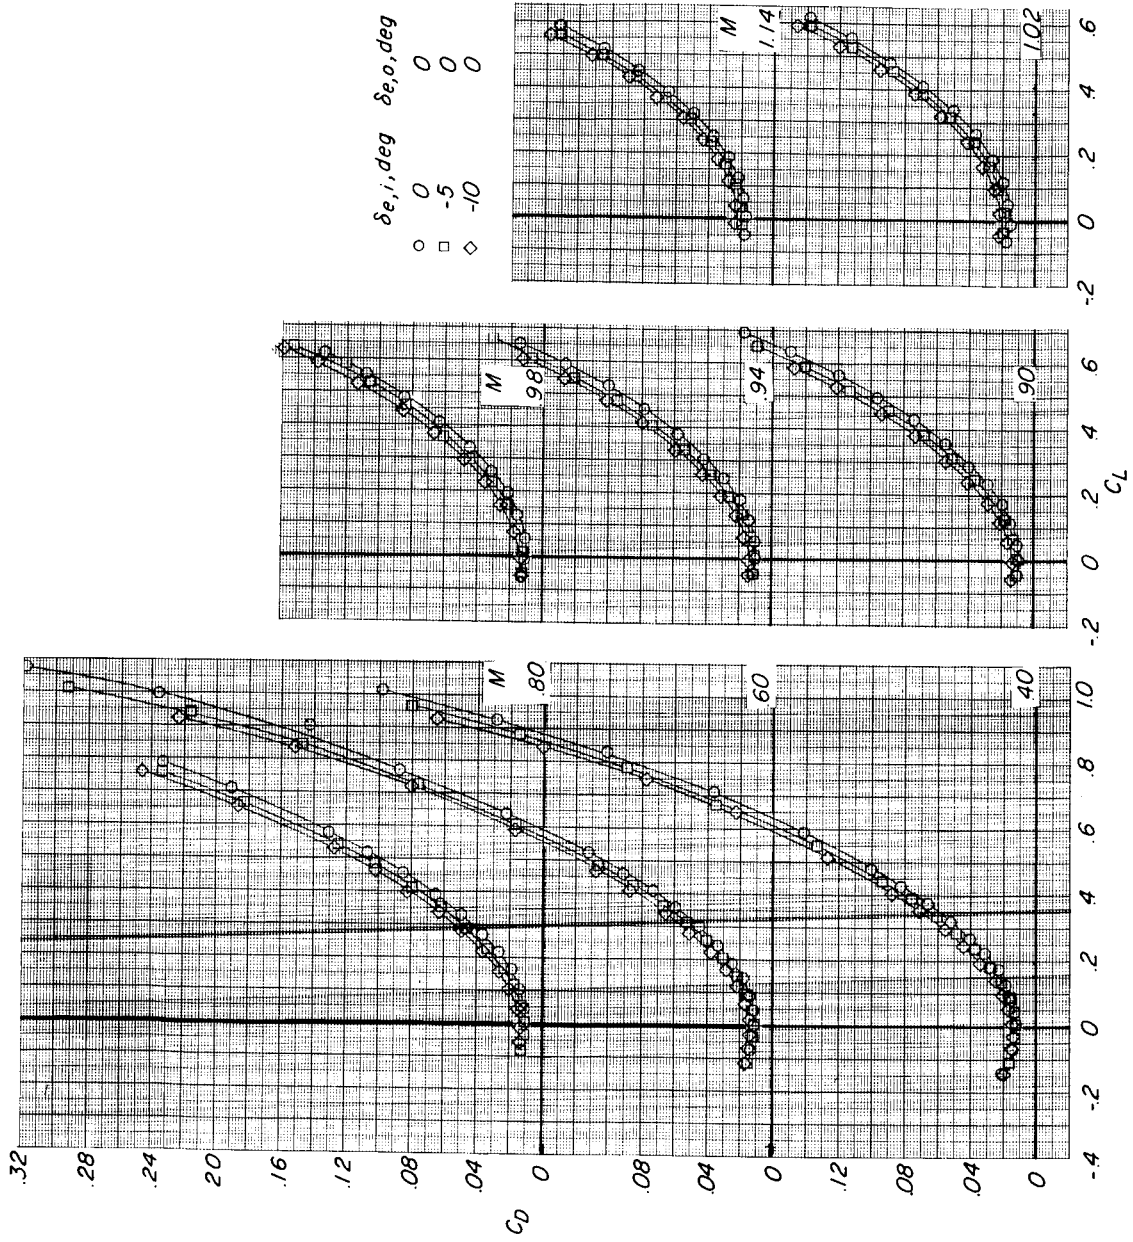 δe,i,deg δe,o,deg
○ 0 0
□ -5 0
◇ -10 0
M
1.14
1.02
M
.98
.94
.90
M
.80
.60
.40
.32
.28
.24
.20
.16
.12
.08
.04
0
.08
.04
0
.12
.08
.04
0
CD
-.4 -.2 0 .2 .4 .6 .8 1.0
-.2 0 .2 .4 .6
-.2 0 .2 .4 .6
CL